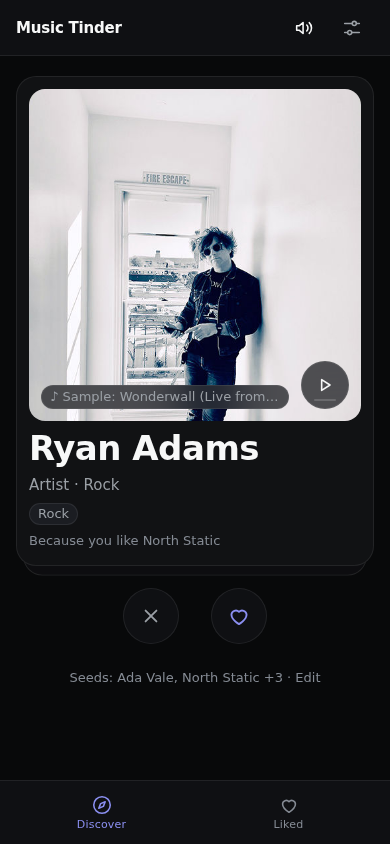 Music Tinder
FIRE ESCAPE
♪ Sample: Wonderwall (Live from…
Ryan Adams
Artist · Rock
Rock
Because you like North Static
Seeds: Ada Vale, North Static +3 · Edit
Discover
Liked